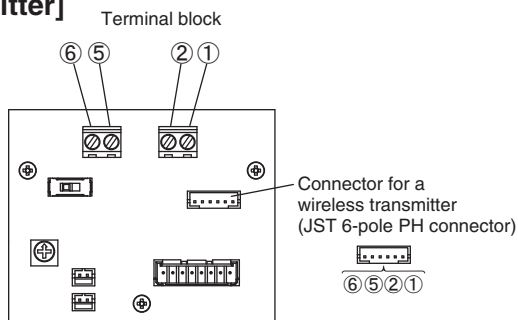 itter]
Terminal block
⑥ ⑤ ② ①
Connector for a
wireless transmitter
(JST 6-pole PH connector)
⑥⑤②①